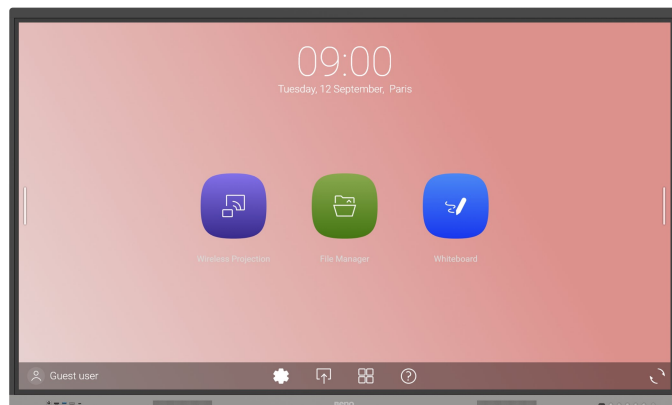 09:00
Tuesday, 12 September, Paris
Wireless Projection
File Manager
Whiteboard
Guest user